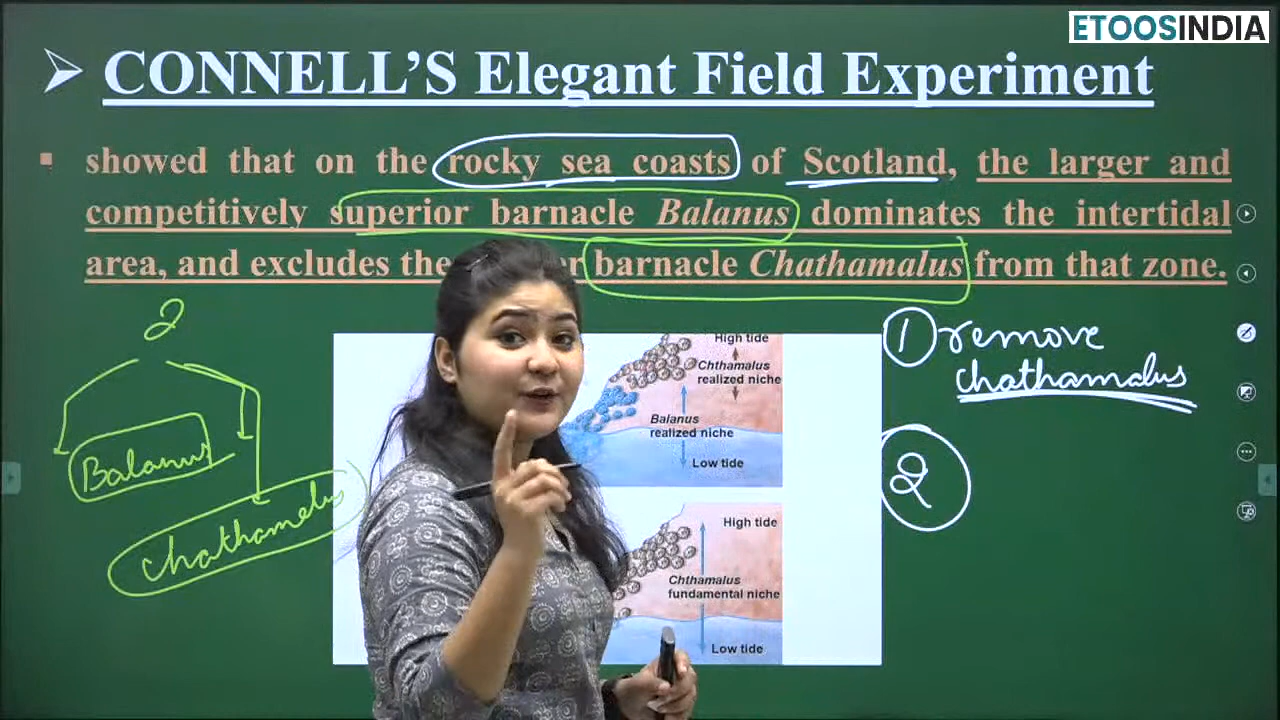 ETOOSINDIA
CONNELL'S Elegant Field Experiment
showed that on the rocky sea coasts of Scotland, the larger and
competitively superior barnacle Balanus dominates the intertidal
area, and excludes the barnacle Chathamalus from that zone.
2
Balanus
Chathamelus
High tide
Chthamalus
realized niche
Balanus
realized niche
Low tide
High tide
Chthamalus
fundamental niche
Low tide
1 remove
Chathamalus
2